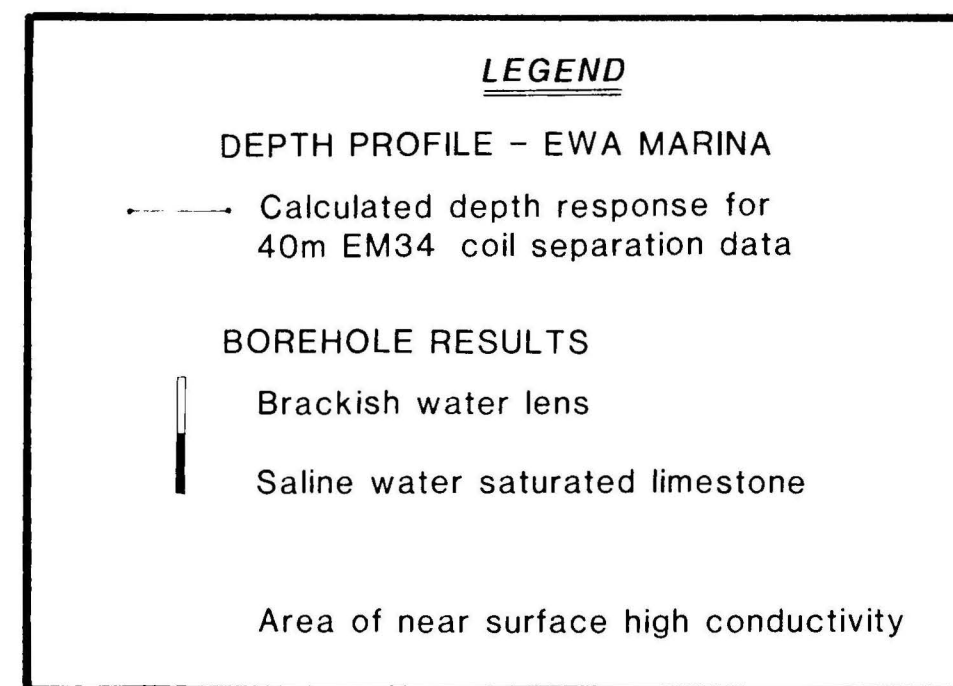 LEGEND
DEPTH PROFILE - EWA MARINA
Calculated depth response for
40m EM34 coil separation data
BOREHOLE RESULTS
Brackish water lens
Saline water saturated limestone
Area of near surface high conductivity